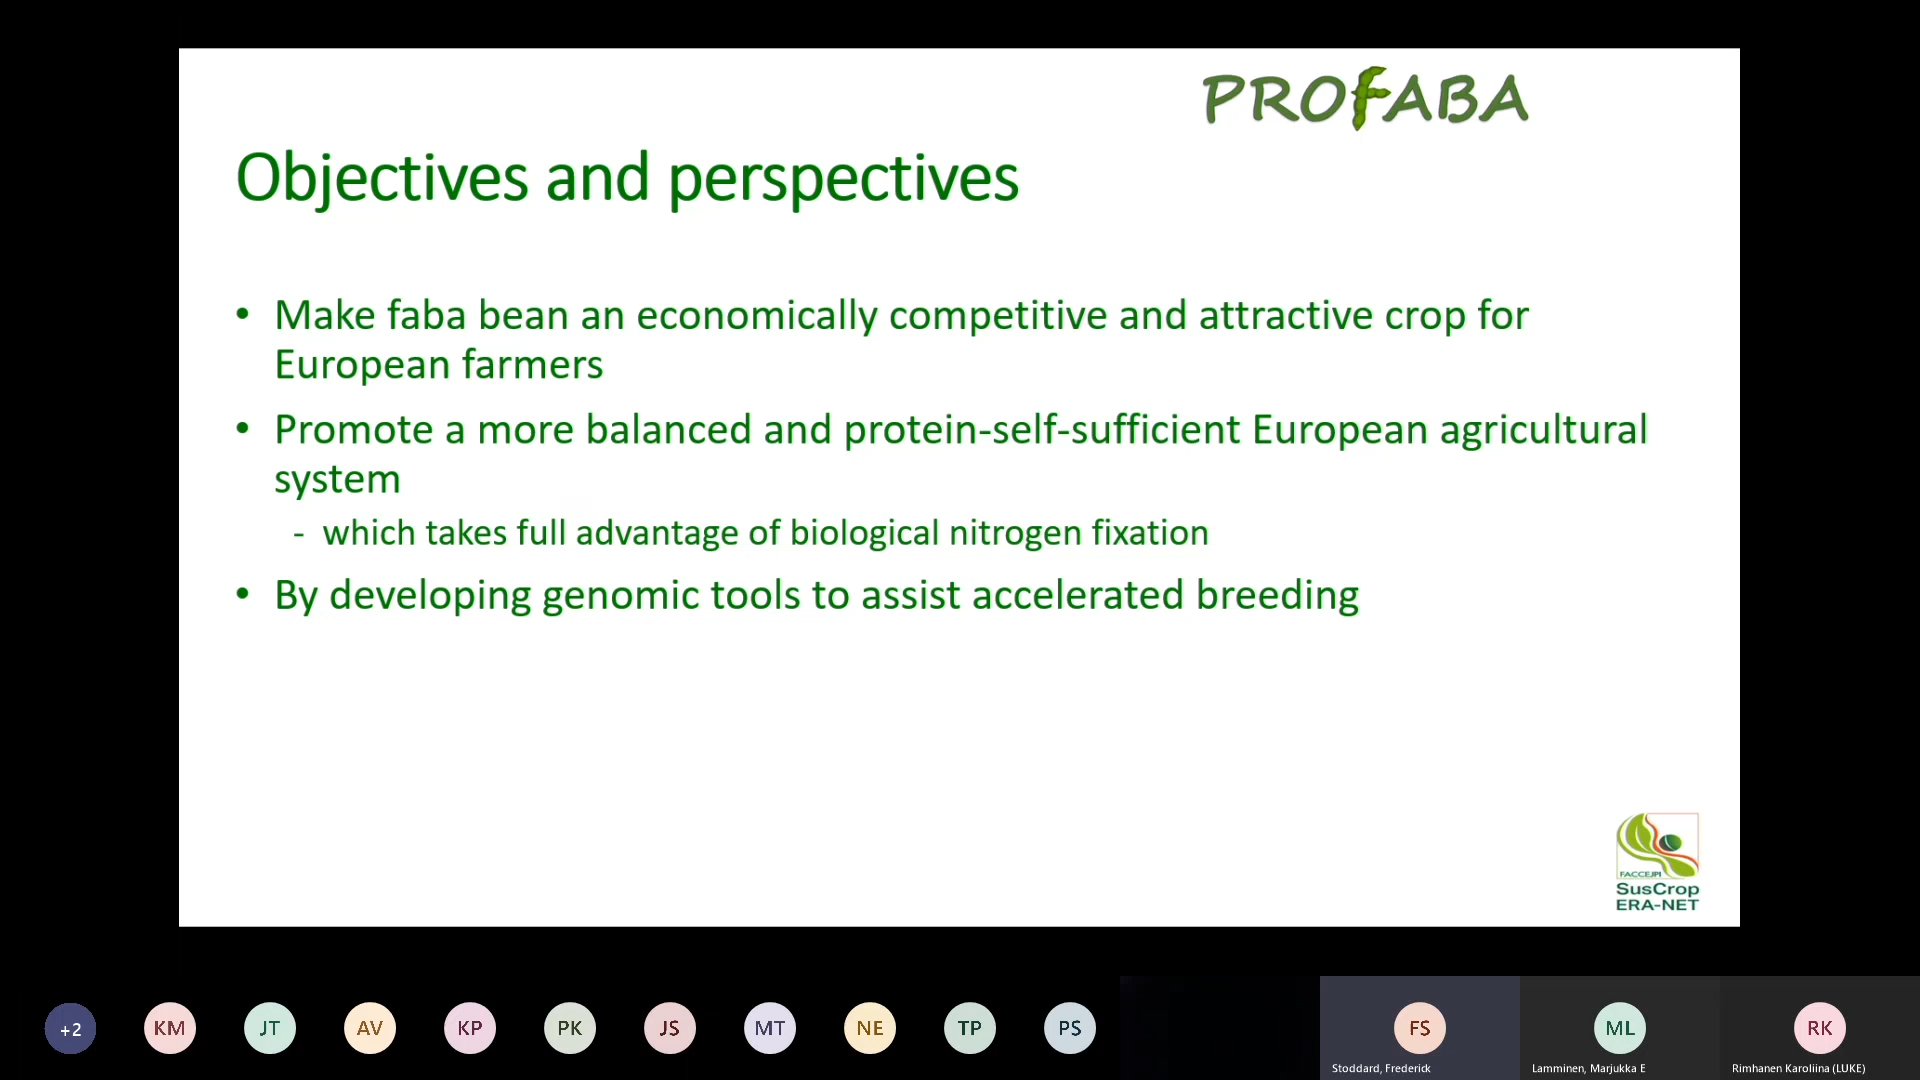 PROFABA
Objectives and perspectives
• Make faba bean an economically competitive and attractive crop for
European farmers
• Promote a more balanced and protein-self-sufficient European agricultural
system
- which takes full advantage of biological nitrogen fixation
• By developing genomic tools to assist accelerated breeding
FACCEJPI
SusCrop
ERA-NET
+2 KM JT AV KP PK JS MT NE TP PS FS ML RK
Stoddard, Frederick Lamminen, Marjukka E Rimhanen Karoliina (LUKE)